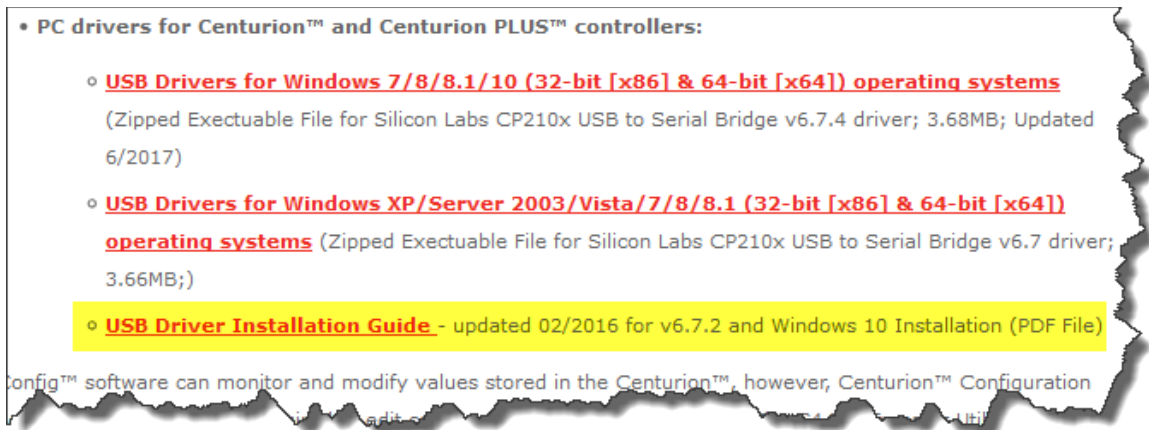 • PC drivers for Centurion™ and Centurion PLUS™ controllers:
USB Drivers for Windows 7/8/8.1/10 (32-bit [x86] & 64-bit [x64]) operating systems
(Zipped Exectuable File for Silicon Labs CP210x USB to Serial Bridge v6.7.4 driver; 3.68MB; Updated
6/2017)
USB Drivers for Windows XP/Server 2003/Vista/7/8/8.1 (32-bit [x86] & 64-bit [x64])
operating systems (Zipped Exectuable File for Silicon Labs CP210x USB to Serial Bridge v6.7 driver;
3.66MB;)
USB Driver Installation Guide - updated 02/2016 for v6.7.2 and Windows 10 Installation (PDF File)
onfig™ software can monitor and modify values stored in the Centurion™, however, Centurion™ Configuration
edit